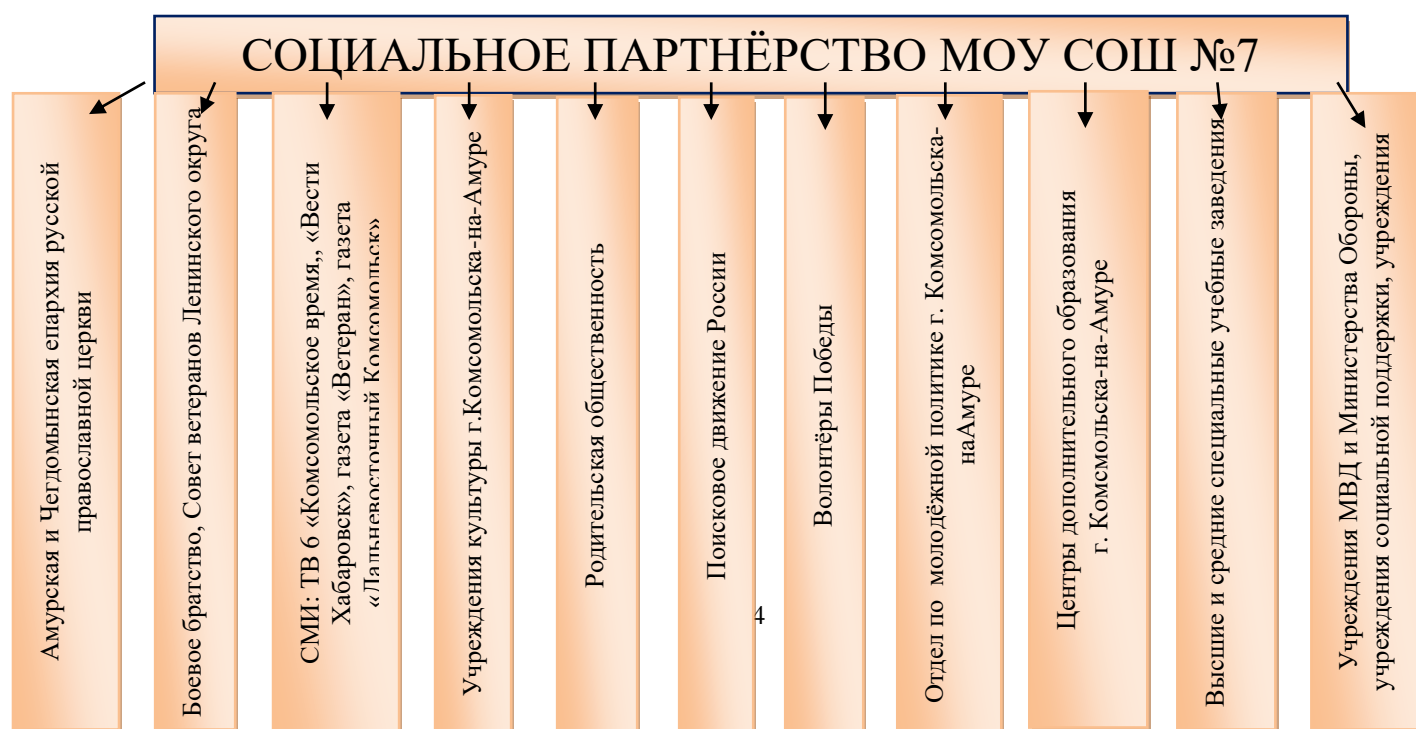 СОЦИАЛЬНОЕ ПАРТНЁРСТВО МОУ СОШ №7
Амурская и Чегдомынская епархия русской
православной церкви
Боевое братство, Совет ветеранов Ленинского округа
СМИ: ТВ 6 «Комсомольское время,, «Вести
Хабаровск», газета «Ветеран», газета
«Дальневосточный Комсомольск»
Учреждения культуры г.Комсомольска-на-Амуре
Родительская общественность
Поисковое движение России
Волонтёры Победы
Отдел по молодёжной политике г. Комсомольска-
наАмуре
Центры дополнительного образования
г. Комсмольска-на-Амуре
Высшие и средние специальные учебные заведения
Учреждения МВД и Министерства Обороны,
учреждения социальной поддержки, учреждения
4